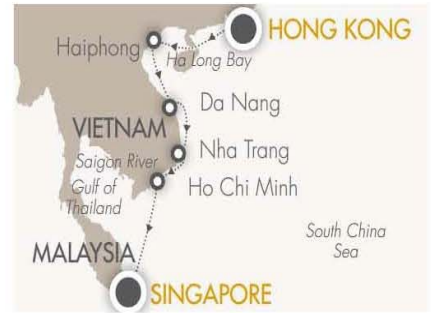 HONG KONG
Haiphong
Ha Long Bay
Da Nang
VIETNAM
Nha Trang
Saigon River
Ho Chi Minh
Gulf of
Thailand
South China
Sea
MALAYSIA
SINGAPORE